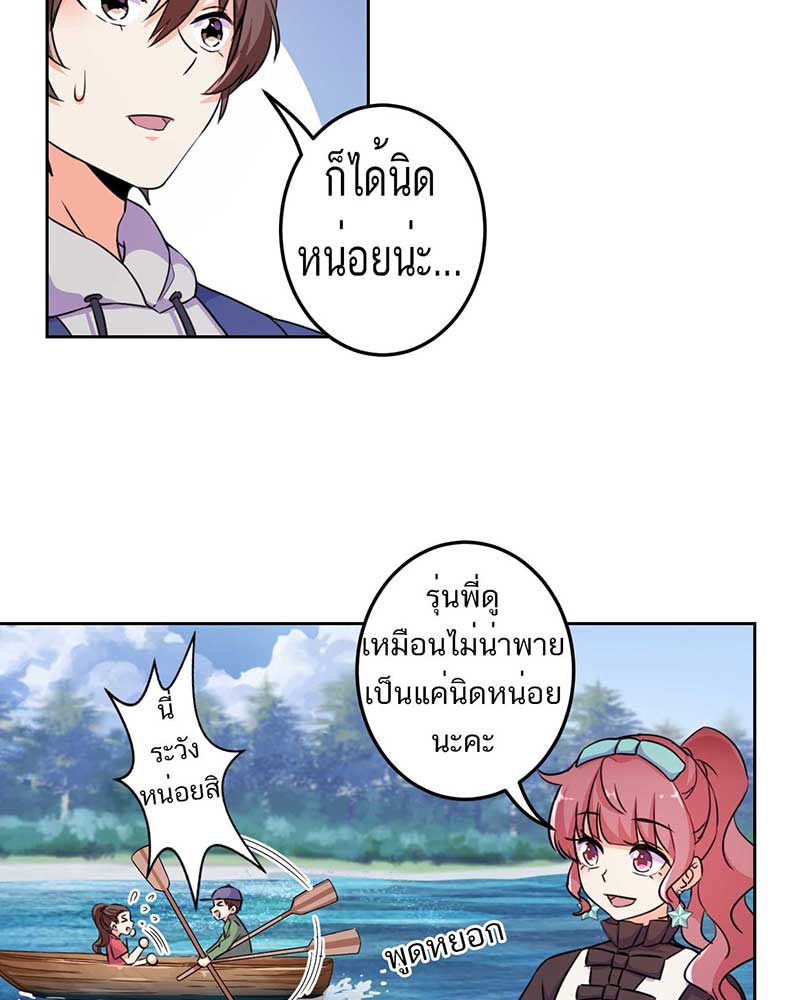 ก็ได้นิด
หน่อยน่ะ...
รุ่นพี่ดู
เหมือนไม่น่าพาย
เป็นแค่นิดหน่อย
นะคะ
นี่
ระวัง
หน่อยสิ
พูดหยอก